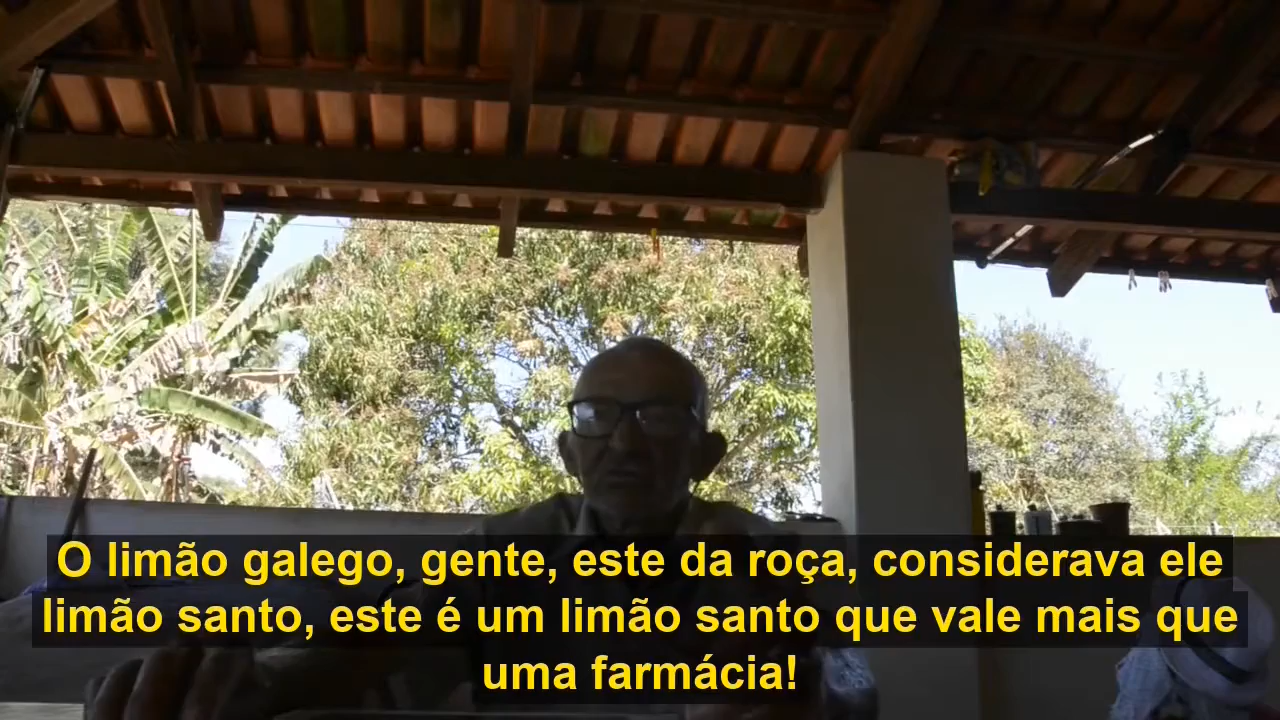 O limão galego, gente, este da roça, considerava ele
limão santo, este é um limão santo que vale mais que
uma farmácia!